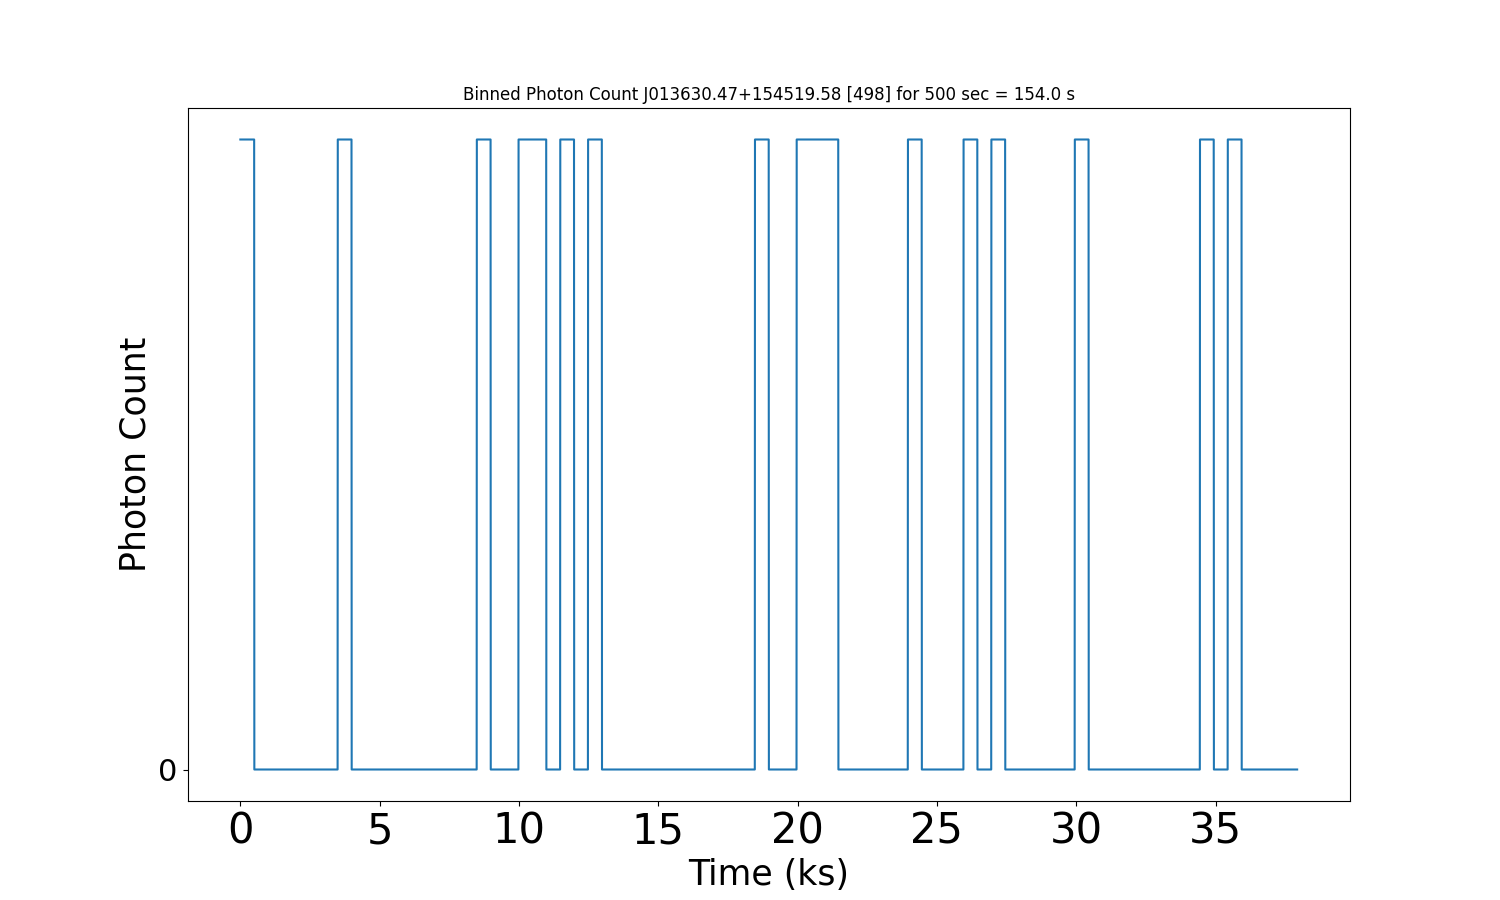 Binned Photon Count J013630.47+154519.58 [498] for 500 sec = 154.0 s
Photon Count
0
0 5 10 15 20 25 30 35
Time (ks)